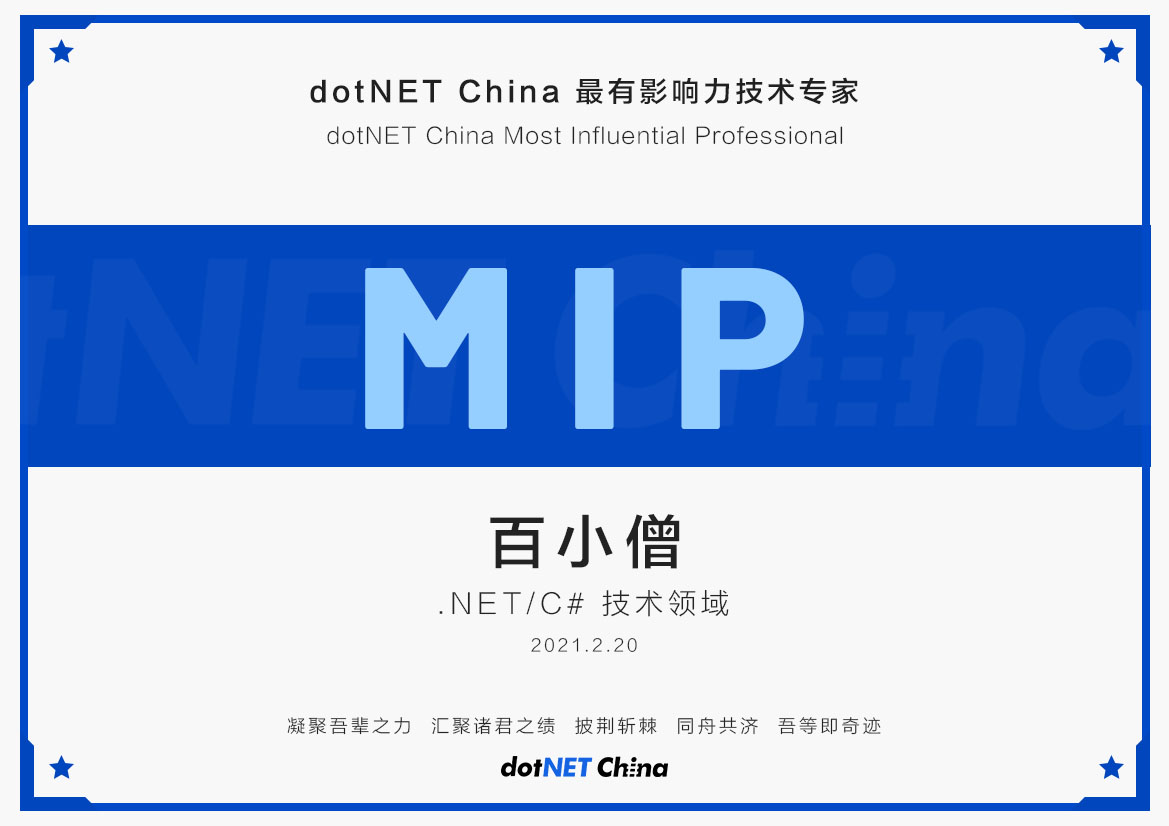 dotNET China 最有影响力技术专家
dotNET China Most Influential Professional
tNET China
MIP
百小僧
.NET/C# 技术领域
2021.2.20
凝聚吾辈之力 汇聚诸君之绩 披荆斩棘 同舟共济 吾等即奇迹
dotNET China